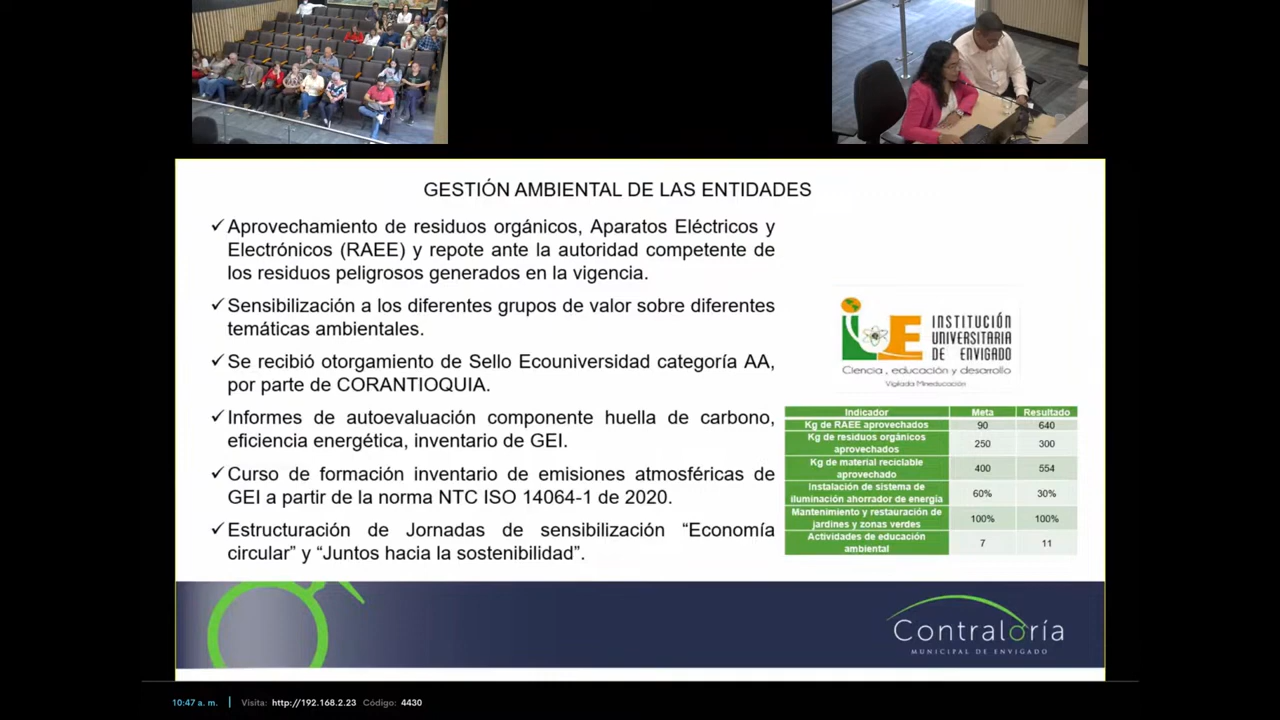 GESTIÓN AMBIENTAL DE LAS ENTIDADES
✓Aprovechamiento de residuos orgánicos, Aparatos Eléctricos y
Electrónicos (RAEE) y repote ante la autoridad competente de
los residuos peligrosos generados en la vigencia.
✓Sensibilización a los diferentes grupos de valor sobre diferentes
temáticas ambientales.
✓Se recibió otorgamiento de Sello Ecouniversidad categoría AA,
por parte de CORANTIOQUIA.
✓Informes de autoevaluación componente huella de carbono,
eficiencia energética, inventario de GEI.
✓Curso de formación inventario de emisiones atmosféricas de
GEI a partir de la norma NTC ISO 14064-1 de 2020.
✓Estructuración de Jornadas de sensibilización “Economía
circular” y “Juntos hacia la sostenibilidad”.
IUE
INSTITUCIÓN
UNIVERSITARIA
DE ENVIGADO
Ciencia, educación y desarrollo
Vigilada Mineducación
Indicador Meta Resultado
Kg de RAEE aprovechados 90 640
Kg de residuos orgánicos
aprovechados 250 300
Kg de material reciclable
aprovechado 400 554
Instalación de sistema de
iluminación ahorrador de energía 60% 30%
Mantenimiento y restauración de
jardines y zonas verdes 100% 100%
Actividades de educación
ambiental 7 11
Contraloría
MUNICIPAL DE ENVIGADO
10:47 a. m. | Visita: http://192.168.2.23 Código: 4430